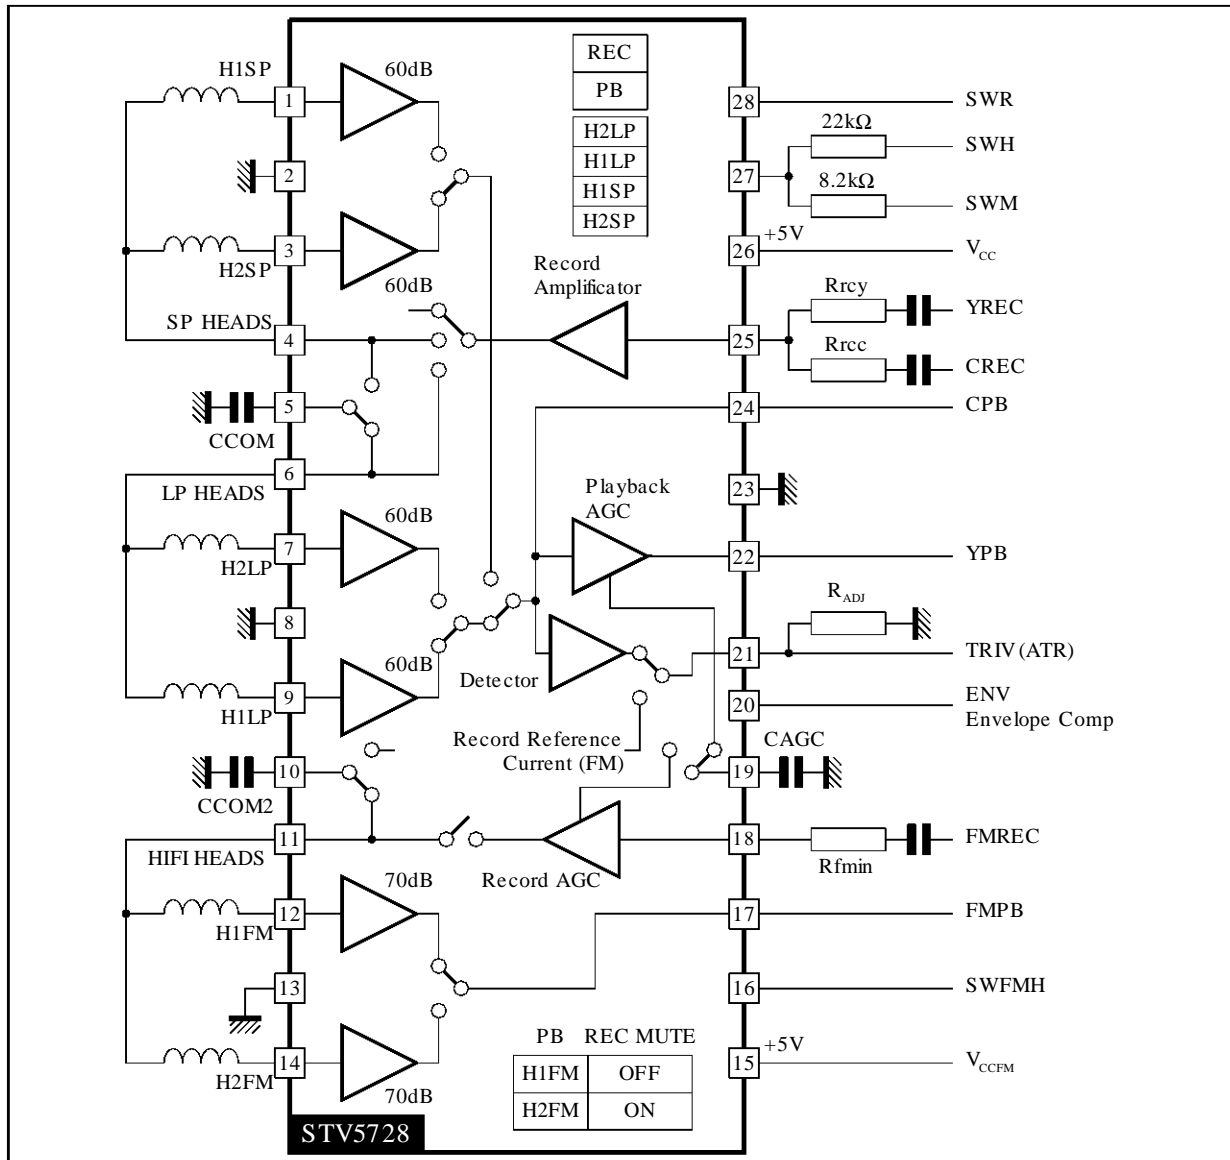 H1SP
60dB
REC
PB
H2LP
H1LP
H1SP
H2SP
1
28
SWR
2
27
22kΩ
SWH
8.2kΩ
SWM
3
H2SP
60dB
26
+5V
VCC
Record
Amplificator
SP HEADS
4
25
Rrcy
YREC
Rrcc
CREC
5
CCOM
24
CPB
6
LP HEADS
23
Playback
AGC
60dB
7
H2LP
22
YPB
8
RADJ
60dB
Detector
21
TRIV (ATR)
9
H1LP
20
ENV
Envelope Comp
Record Reference
Current (FM)
CAGC
10
CCOM2
19
11
HIFI HEADS
Record AGC
18
Rfmin
FMREC
70dB
12
H1FM
17
FMPB
13
16
SWFMH
14
H2FM
70dB
PB REC MUTE
H1FM OFF
H2FM ON
15
+5V
VCCFM
STV5728